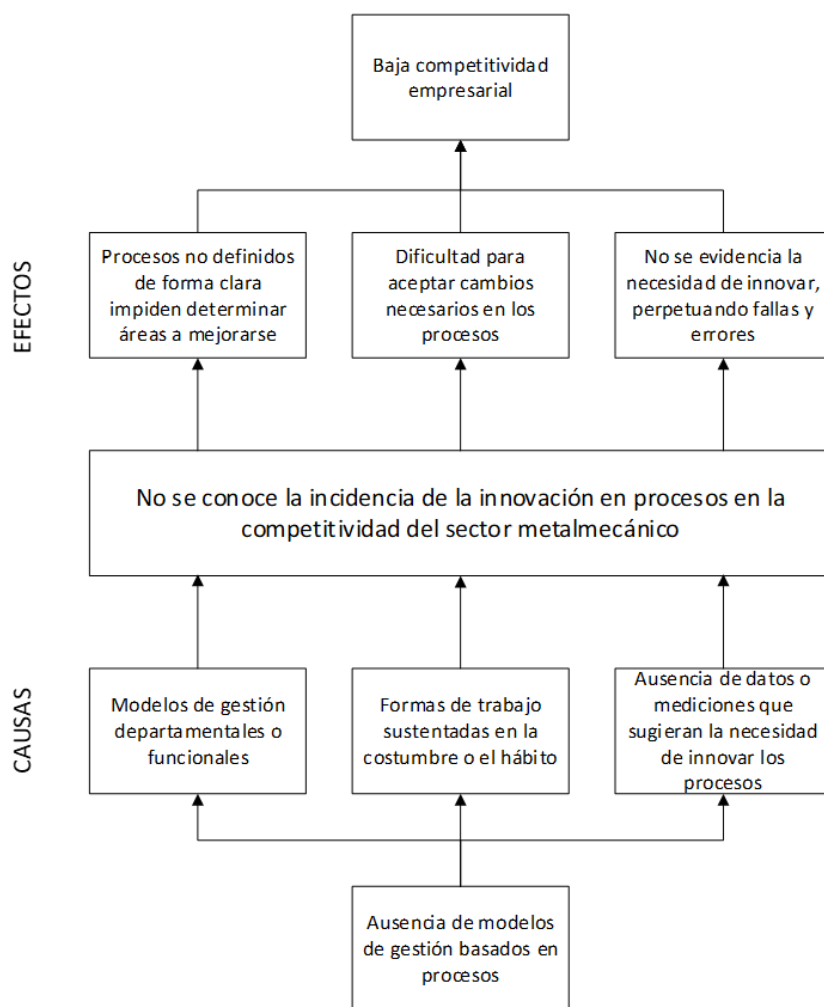 Baja competitividad
empresarial
EFECTOS
Procesos no definidos
de forma clara
impiden determinar
áreas a mejorarse
Dificultad para
aceptar cambios
necesarios en los
procesos
No se evidencia la
necesidad de innovar,
perpetuando fallas y
errores
No se conoce la incidencia de la innovación en procesos en la
competitividad del sector metalmecánico
CAUSAS
Modelos de gestión
departamentales o
funcionales
Formas de trabajo
sustentadas en la
costumbre o el hábito
Ausencia de datos o
mediciones que
sugieran la necesidad
de innovar los
procesos
Ausencia de modelos
de gestión basados en
procesos